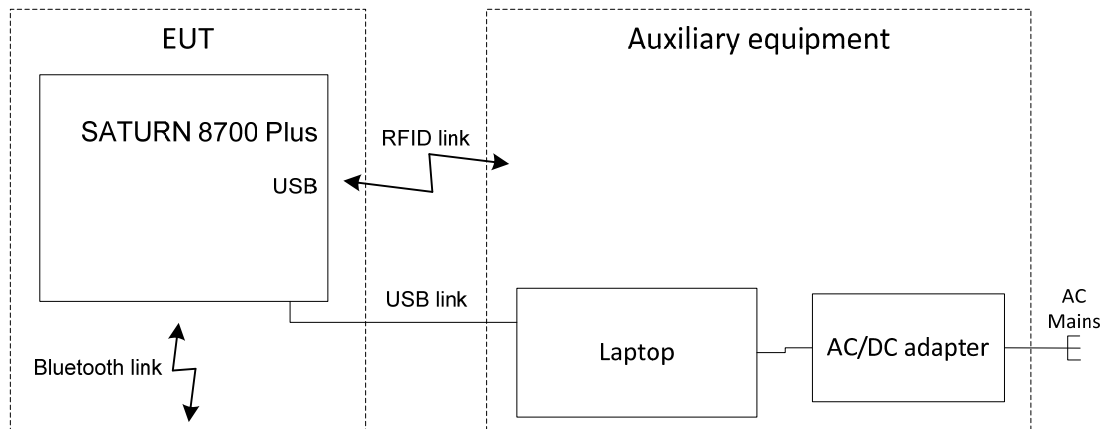 EUT
Auxiliary equipment
SATURN 8700 Plus
RFID link
USB
USB link
AC
Mains
Laptop
AC/DC adapter
Bluetooth link